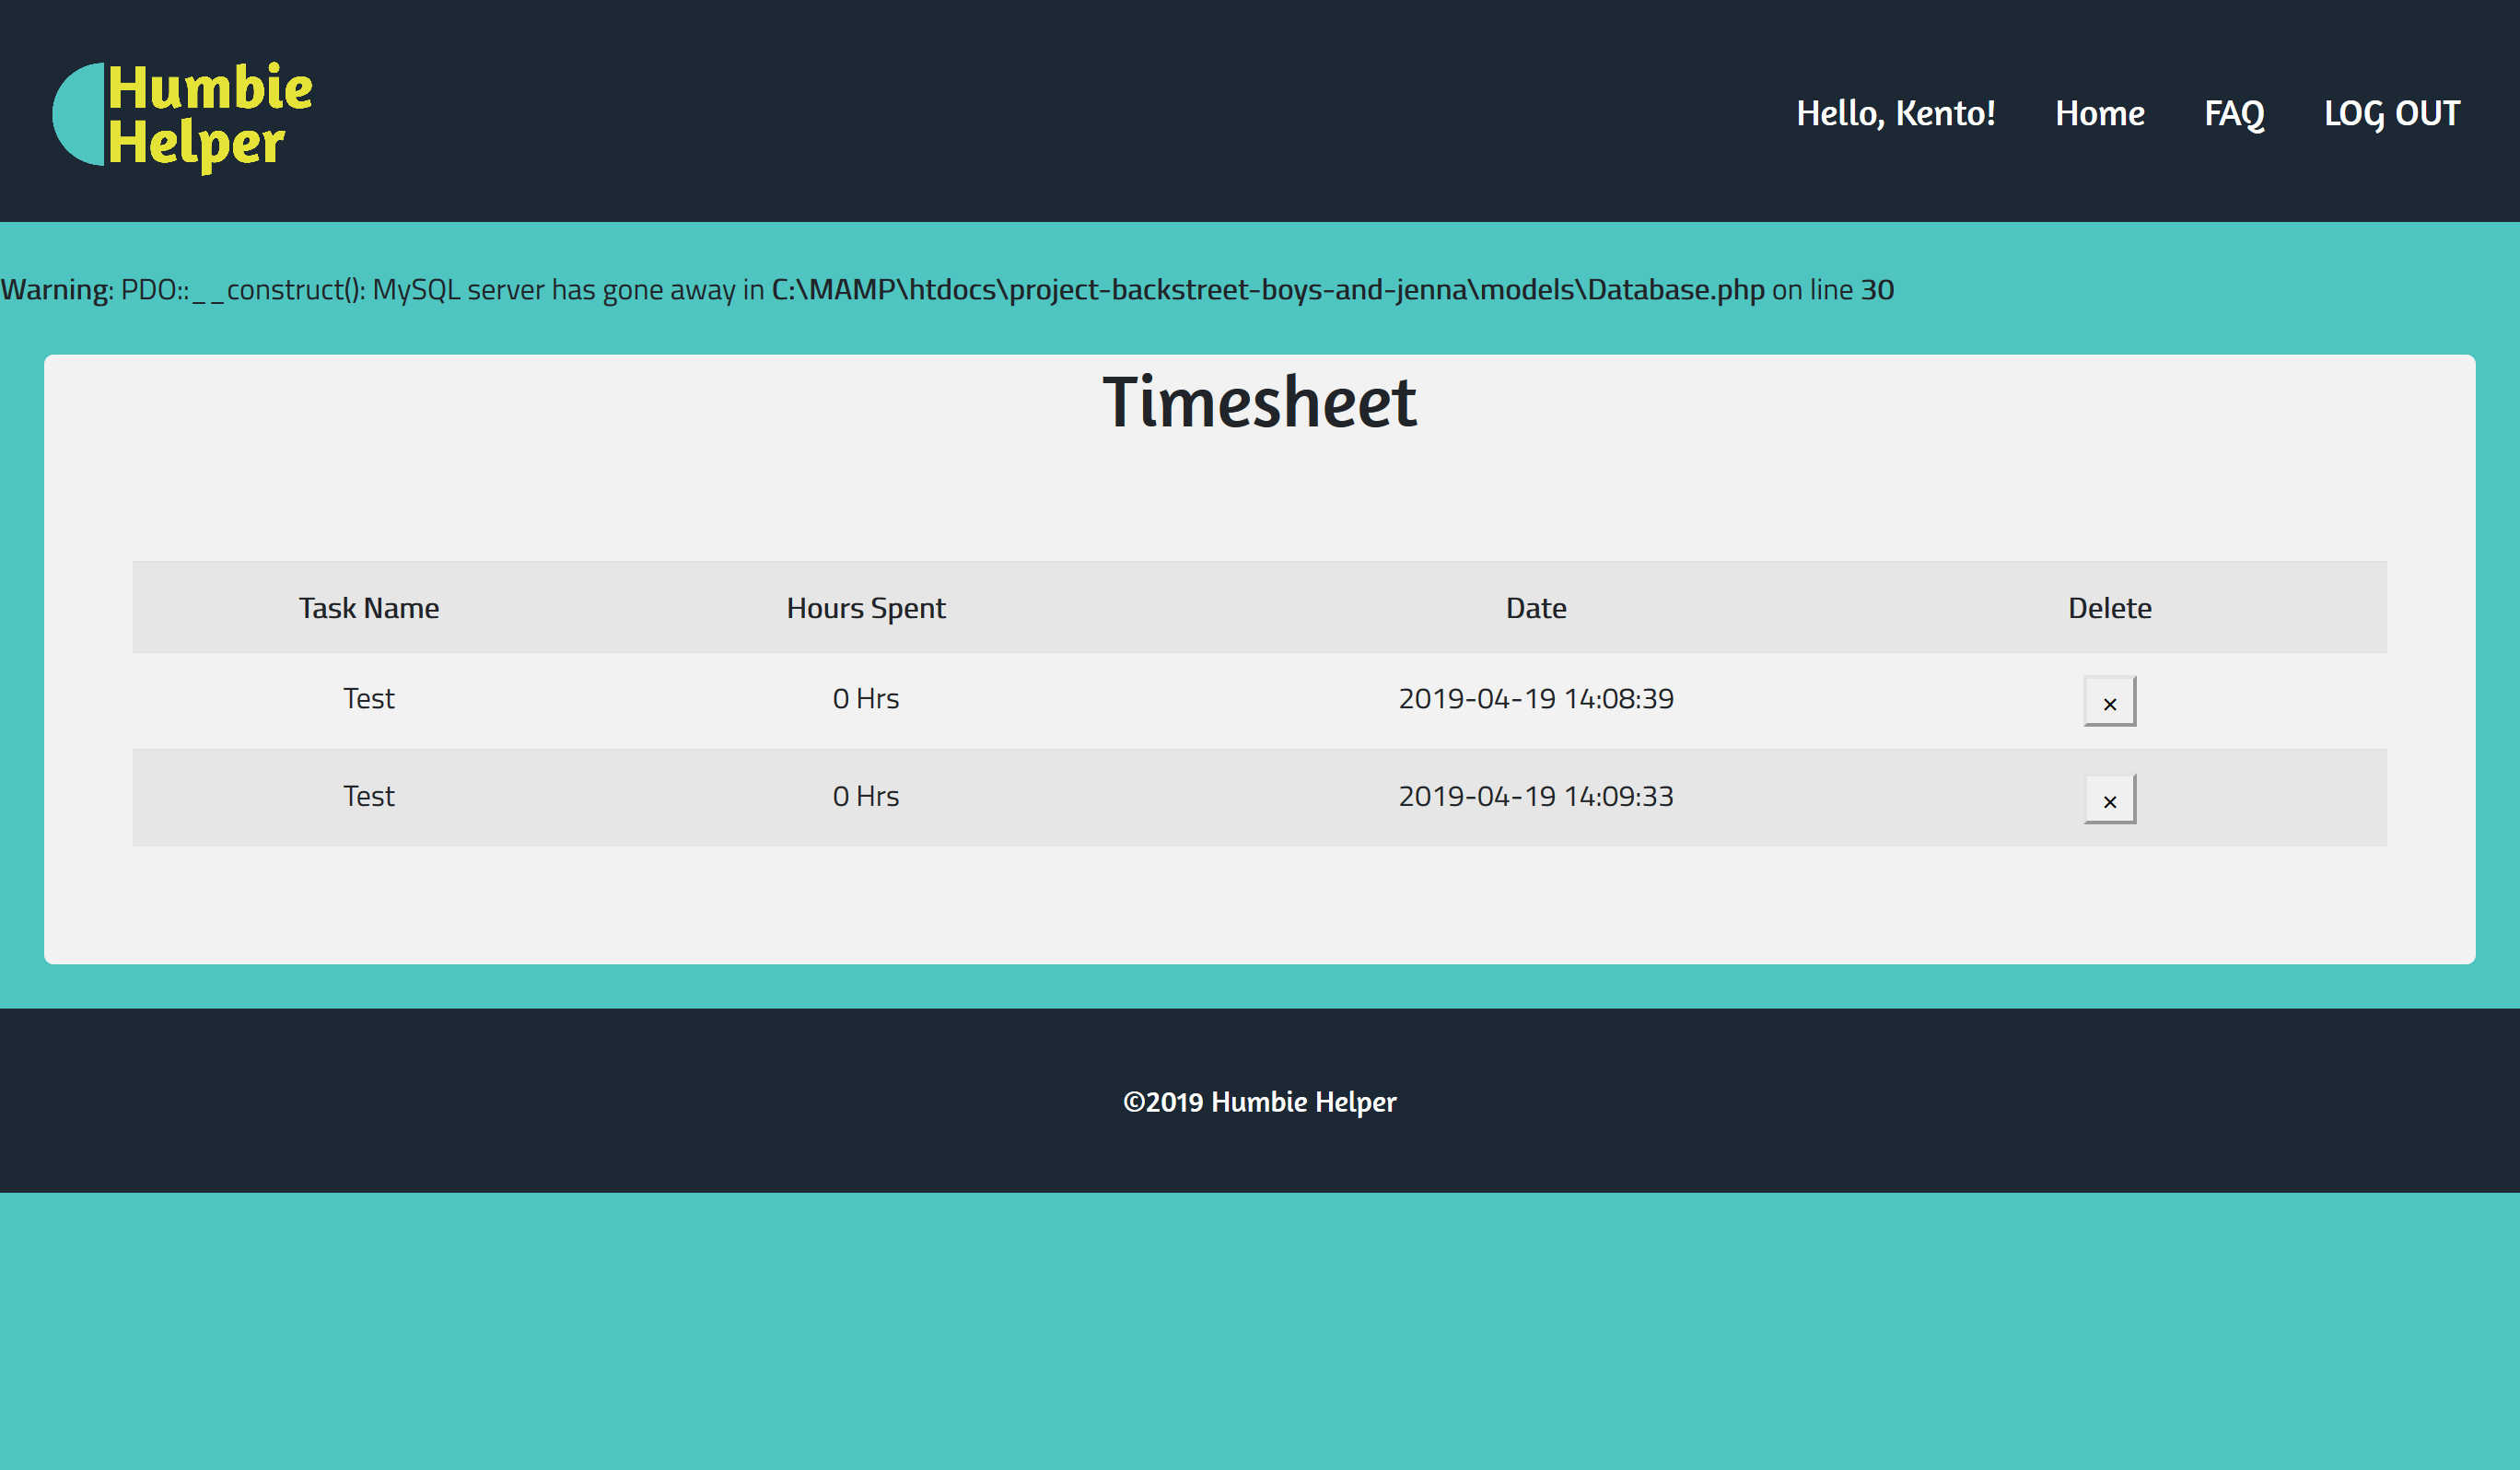 Humbie
Helper
Hello, Kento! Home FAQ LOG OUT
Warning: PDO::__construct(): MySQL server has gone away in C:\MAMP\htdocs\project-backstreet-boys-and-jenna\models\Database.php on line 30
Timesheet
Task Name Hours Spent Date Delete
Test 0 Hrs 2019-04-19 14:08:39 ×
Test 0 Hrs 2019-04-19 14:09:33 ×
©2019 Humbie Helper